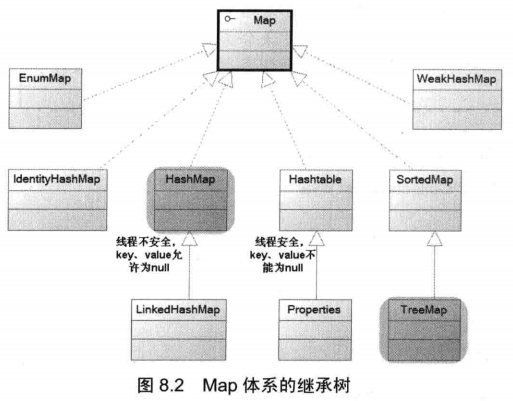 Map
EnumMap
WeakHashMap
IdentityHashMap
HashMap
Hashtable
SortedMap
线程不安全,
key、value允
许为null
线程安全,
key、value不
能为null
LinkedHashMap
Properties
TreeMap
图 8.2 Map 体系的继承树